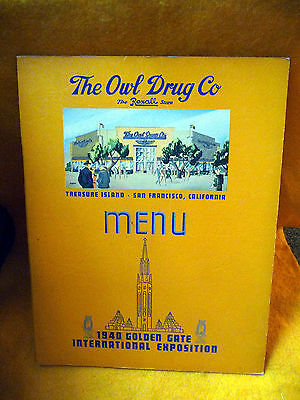 The Owl Drug Co
The Rexall Store
The Owl Drug Co.
TREASURE ISLAND - SAN FRANCISCO, CALIFORNIA
menu
1940 GOLDEN GATE
INTERNATIONAL EXPOSITION